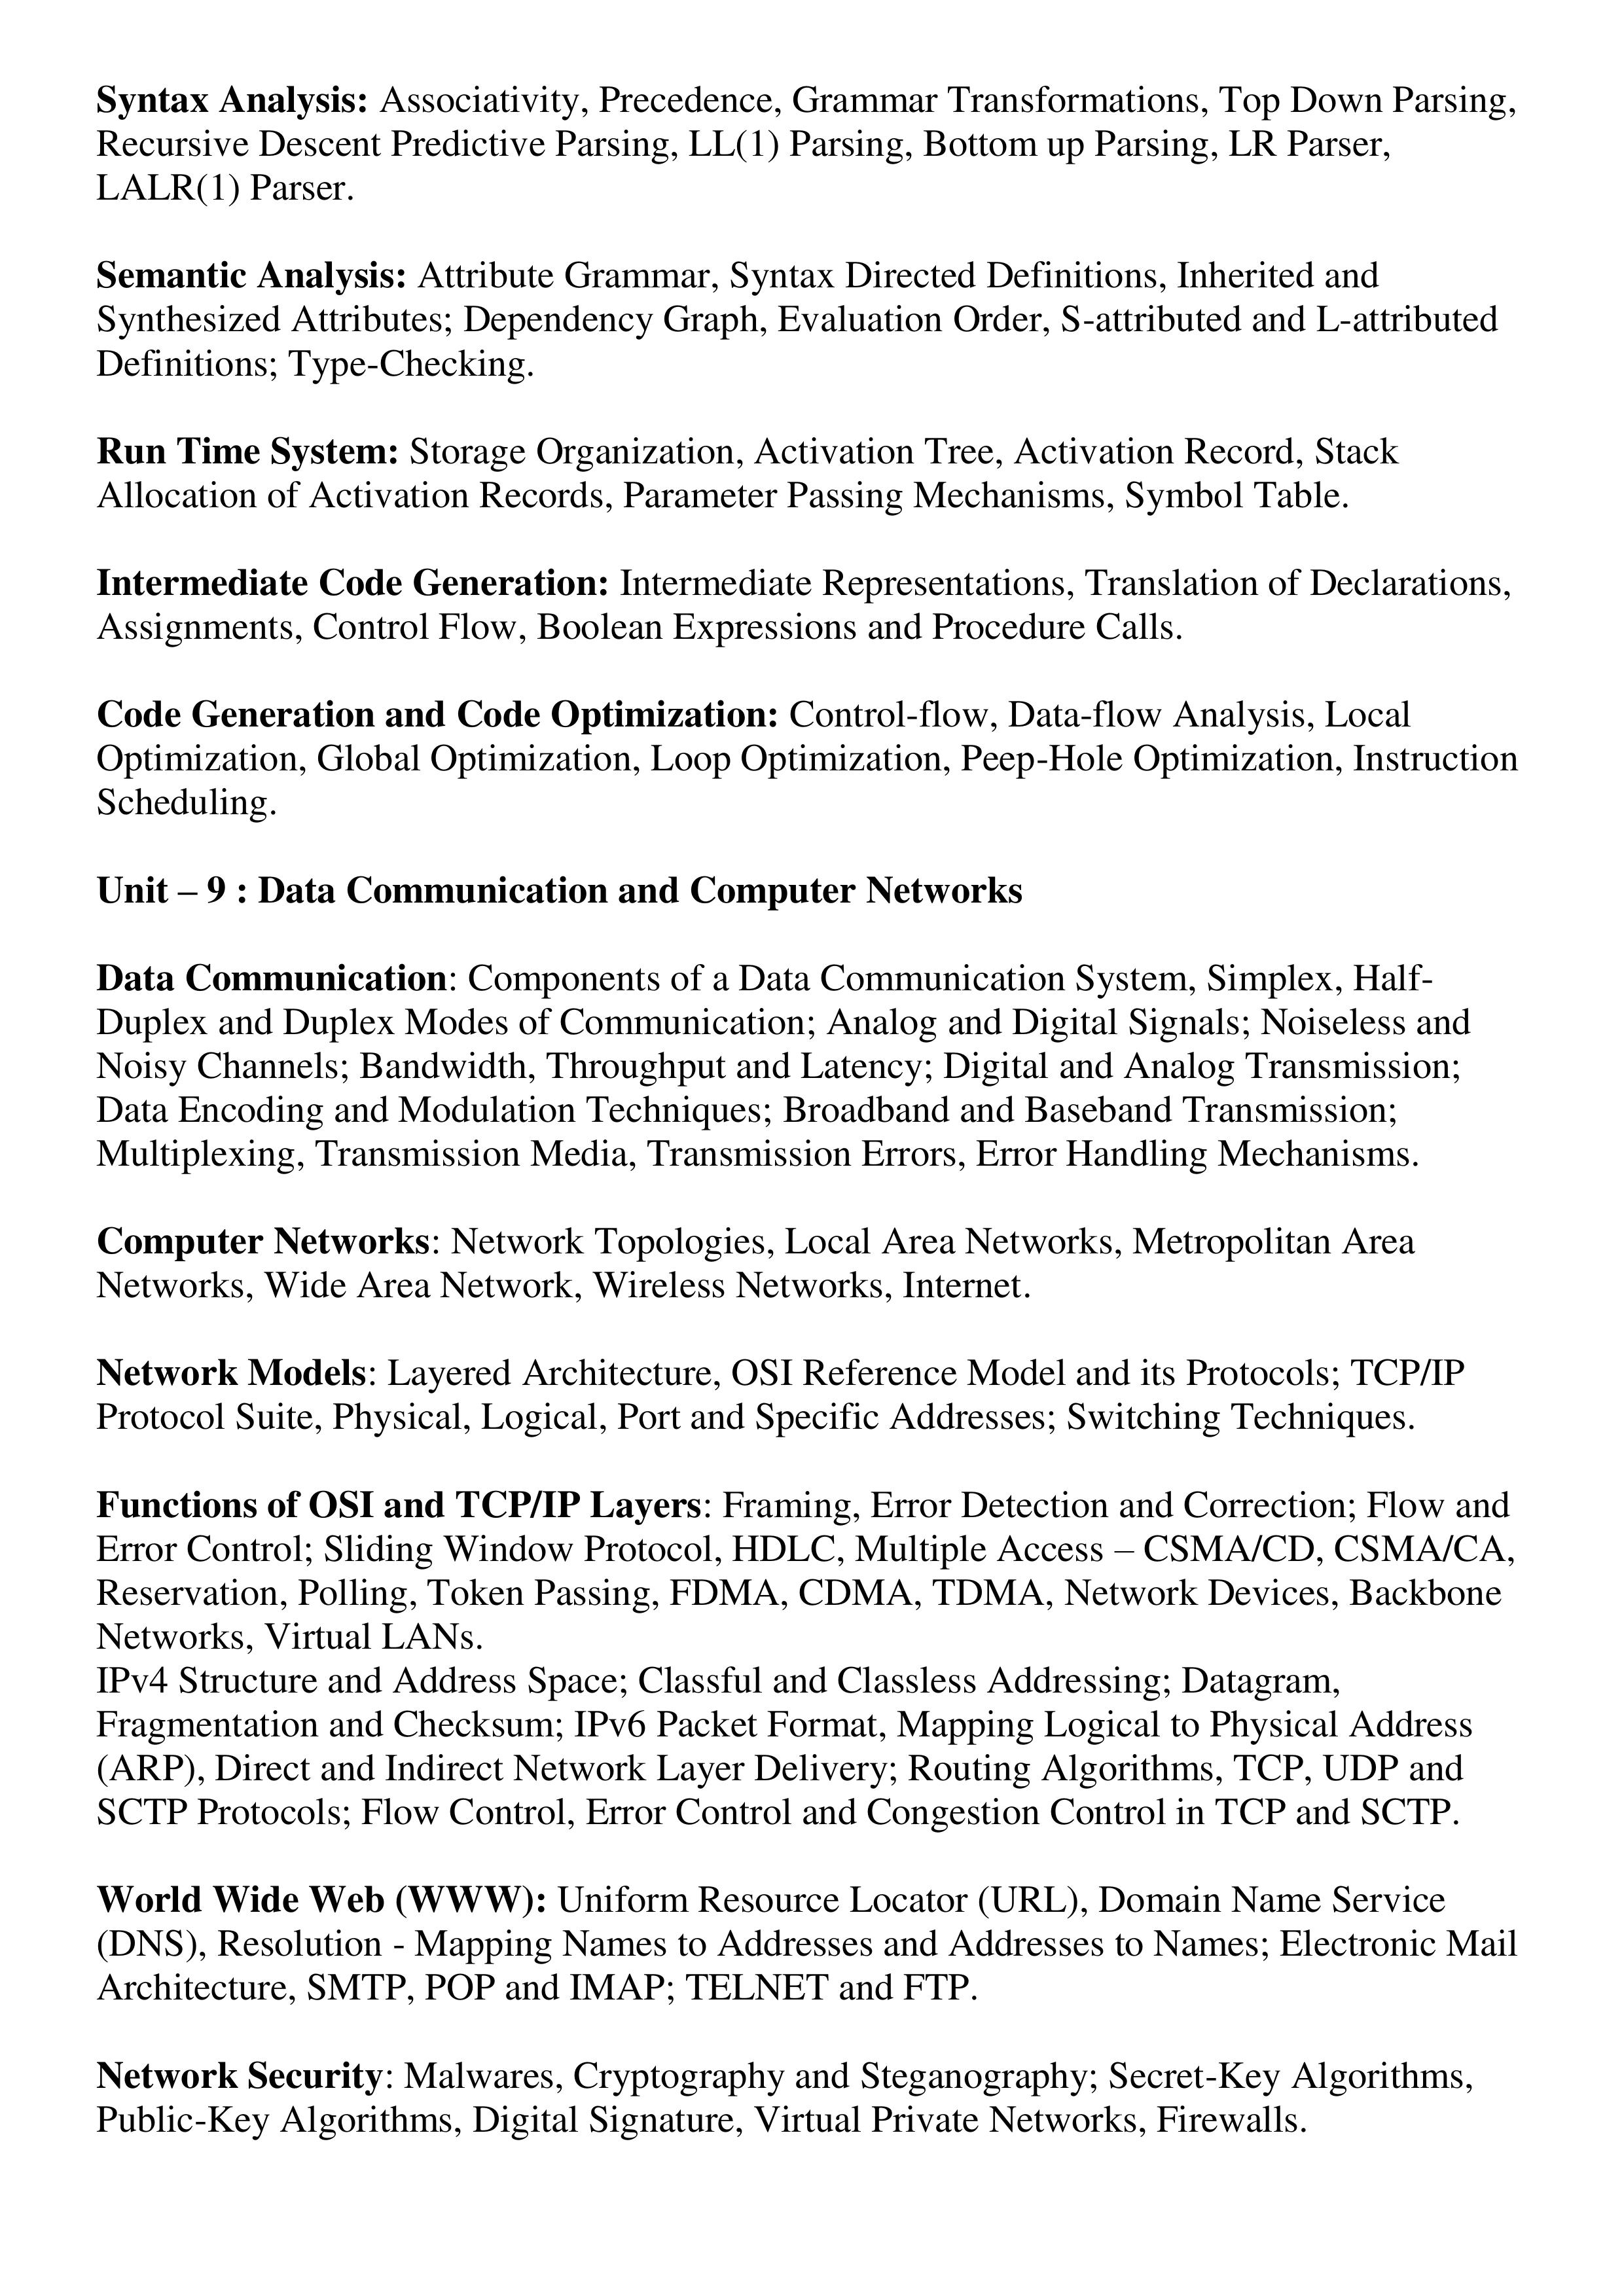 Syntax Analysis: Associativity, Precedence, Grammar Transformations, Top Down Parsing,
Recursive Descent Predictive Parsing, LL(1) Parsing, Bottom up Parsing, LR Parser,
LALR(1) Parser.
Semantic Analysis: Attribute Grammar, Syntax Directed Definitions, Inherited and
Synthesized Attributes; Dependency Graph, Evaluation Order, S-attributed and L-attributed
Definitions; Type-Checking.
Run Time System: Storage Organization, Activation Tree, Activation Record, Stack
Allocation of Activation Records, Parameter Passing Mechanisms, Symbol Table.
Intermediate Code Generation: Intermediate Representations, Translation of Declarations,
Assignments, Control Flow, Boolean Expressions and Procedure Calls.
Code Generation and Code Optimization: Control-flow, Data-flow Analysis, Local
Optimization, Global Optimization, Loop Optimization, Peep-Hole Optimization, Instruction
Scheduling.
Unit – 9 : Data Communication and Computer Networks
Data Communication: Components of a Data Communication System, Simplex, Half-
Duplex and Duplex Modes of Communication; Analog and Digital Signals; Noiseless and
Noisy Channels; Bandwidth, Throughput and Latency; Digital and Analog Transmission;
Data Encoding and Modulation Techniques; Broadband and Baseband Transmission;
Multiplexing, Transmission Media, Transmission Errors, Error Handling Mechanisms.
Computer Networks: Network Topologies, Local Area Networks, Metropolitan Area
Networks, Wide Area Network, Wireless Networks, Internet.
Network Models: Layered Architecture, OSI Reference Model and its Protocols; TCP/IP
Protocol Suite, Physical, Logical, Port and Specific Addresses; Switching Techniques.
Functions of OSI and TCP/IP Layers: Framing, Error Detection and Correction; Flow and
Error Control; Sliding Window Protocol, HDLC, Multiple Access – CSMA/CD, CSMA/CA,
Reservation, Polling, Token Passing, FDMA, CDMA, TDMA, Network Devices, Backbone
Networks, Virtual LANs.
IPv4 Structure and Address Space; Classful and Classless Addressing; Datagram,
Fragmentation and Checksum; IPv6 Packet Format, Mapping Logical to Physical Address
(ARP), Direct and Indirect Network Layer Delivery; Routing Algorithms, TCP, UDP and
SCTP Protocols; Flow Control, Error Control and Congestion Control in TCP and SCTP.
World Wide Web (WWW): Uniform Resource Locator (URL), Domain Name Service
(DNS), Resolution - Mapping Names to Addresses and Addresses to Names; Electronic Mail
Architecture, SMTP, POP and IMAP; TELNET and FTP.
Network Security: Malwares, Cryptography and Steganography; Secret-Key Algorithms,
Public-Key Algorithms, Digital Signature, Virtual Private Networks, Firewalls.